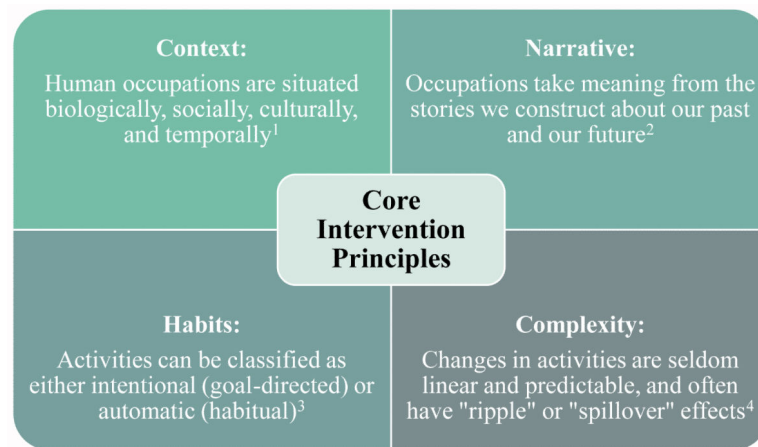 Context:
Human occupations are situated
biologically, socially, culturally,
and temporally¹
Narrative:
Occupations take meaning from the
stories we construct about our past
and our future²
Core
Intervention
Principles
Habits:
Activities can be classified as
either intentional (goal-directed) or
automatic (habitual)³
Complexity:
Changes in activities are seldom
linear and predictable, and often
have "ripple" or "spillover" effects⁴